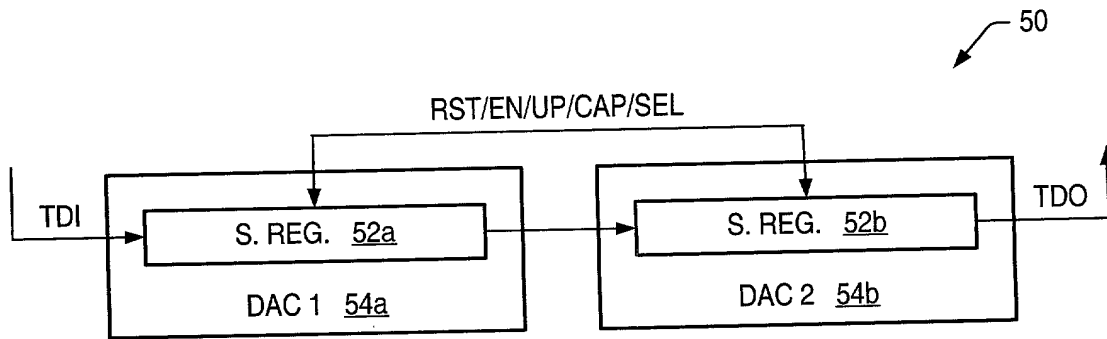 50
RST/EN/UP/CAP/SEL
TDI
S. REG. 52a
S. REG. 52b
TDO
DAC 1 54a
DAC 2 54b